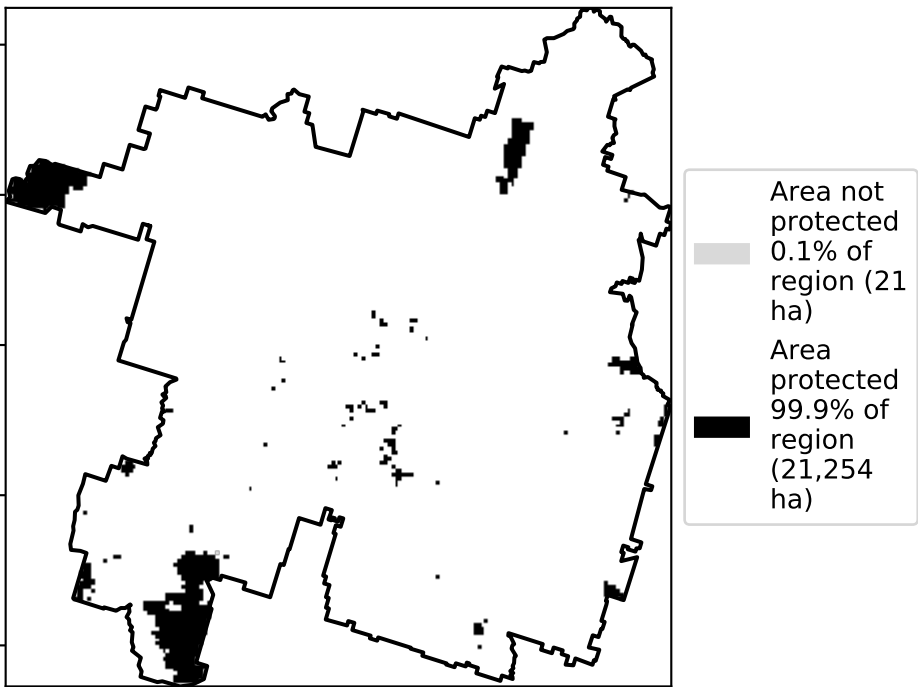 Area not
protected
0.1% of
region (21
ha)
Area
protected
99.9% of
region
(21,254
ha)